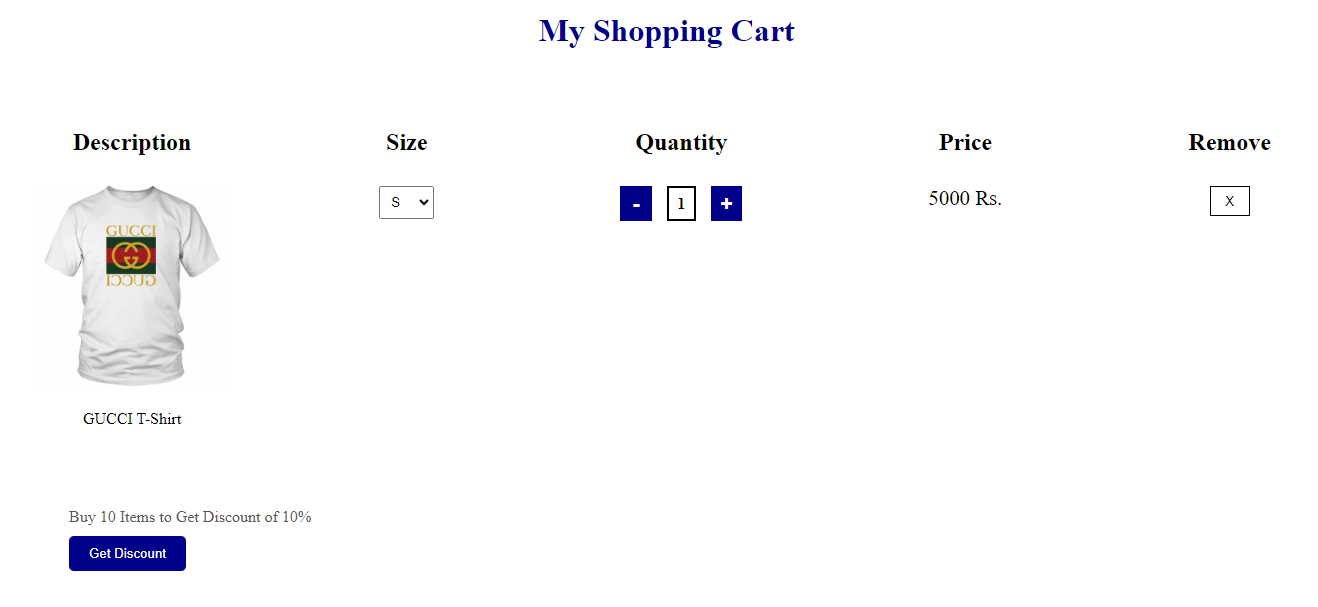 My Shopping Cart
Description Size Quantity Price Remove
S - 1 + 5000 Rs. X
GUCCI
GUCCI
GUCCI T-Shirt
Buy 10 Items to Get Discount of 10%
Get Discount